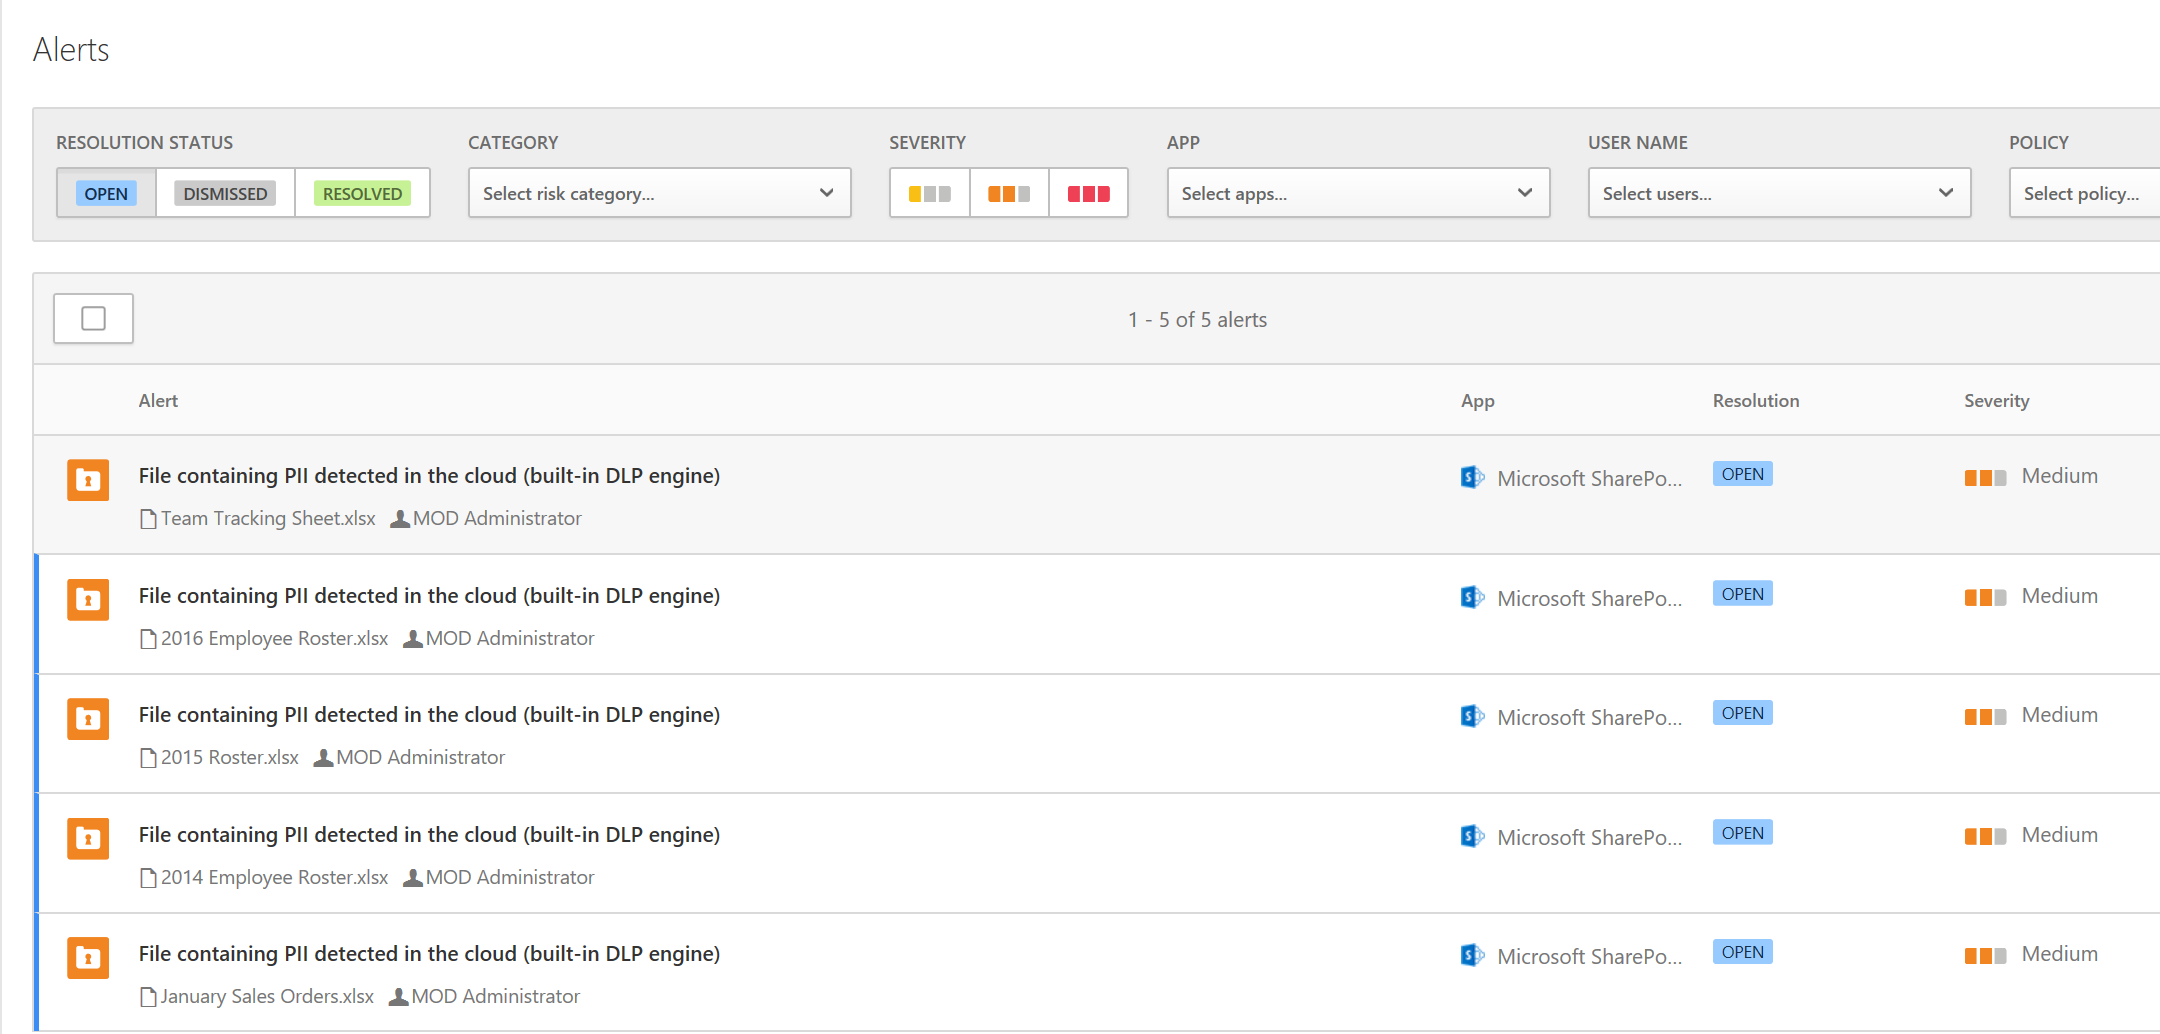 Alerts
RESOLUTION STATUS CATEGORY SEVERITY APP USER NAME POLICY
OPEN DISMISSED RESOLVED Select risk category... Select apps... Select users... Select policy...
1 - 5 of 5 alerts
Alert App Resolution Severity
File containing PII detected in the cloud (built-in DLP engine) Microsoft SharePo... OPEN Medium
Team Tracking Sheet.xlsx MOD Administrator
File containing PII detected in the cloud (built-in DLP engine) Microsoft SharePo... OPEN Medium
2016 Employee Roster.xlsx MOD Administrator
File containing PII detected in the cloud (built-in DLP engine) Microsoft SharePo... OPEN Medium
2015 Roster.xlsx MOD Administrator
File containing PII detected in the cloud (built-in DLP engine) Microsoft SharePo... OPEN Medium
2014 Employee Roster.xlsx MOD Administrator
File containing PII detected in the cloud (built-in DLP engine) Microsoft SharePo... OPEN Medium
January Sales Orders.xlsx MOD Administrator